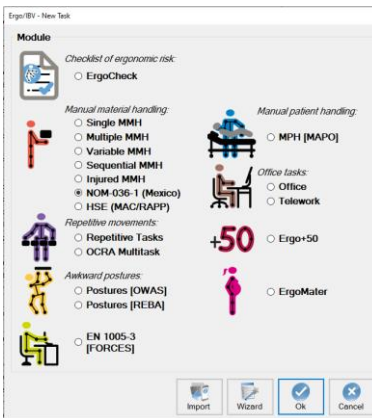 Ergo/IBV - New Task
Module
Checklist of ergonomic risk:
ErgoCheck
Manual material handling:
Single MMH
Multiple MMH
Variable MMH
Sequential MMH
Injured MMH
NOM-036-1 (Mexico)
HSE (MAC/RAPP)
Repetitive movements:
Repetitive Tasks
OCRA Multitask
Awkward postures:
Postures [OWAS]
Postures [REBA]
EN 1005-3
[FORCES]
Manual patient handling:
MPH [MAPO]
Office tasks:
Office
Telework
+50
Ergo+50
ErgoMater
Import
Wizard
Ok
Cancel